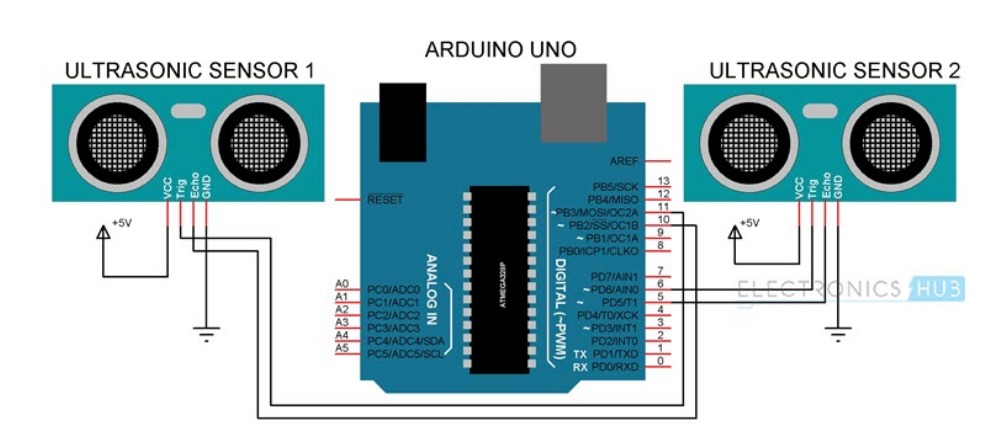 ARDUINO UNO
ULTRASONIC SENSOR 1
ULTRASONIC SENSOR 2
VCC
Trig
Echo
GND
+5V
RESET
A0 PC0/ADC0
A1 PC1/ADC1
A2 PC2/ADC2
A3 PC3/ADC3
A4 PC4/ADC4/SDA
A5 PC5/ADC5/SCL
ANALOG IN
ATMEGA328P
DIGITAL (~PWM)
AREF
PB5/SCK 13
PB4/MISO 12
~PB3/MOSI/OC2A 11
~ PB2/SS/OC1B 10
~ PB1/OC1A 9
PB0/ICP1/CLKO 8
PD7/AIN1 7
~ PD6/AIN0 6
~ PD5/T1 5
PD4/T0/XCK 4
~ PD3/INT1 3
PD2/INT0 2
TX PD1/TXD 1
RX PD0/RXD 0
VCC
Trig
Echo
GND
+5V
ELECTRONICS HUB